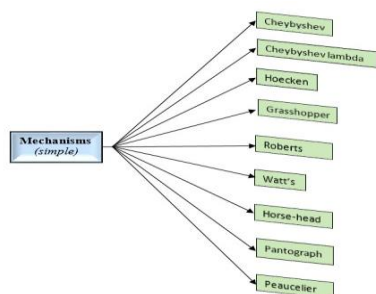 Mechanisms
(simple)
Cheybyshev
Cheybyshev lambda
Hoecken
Grasshopper
Roberts
Watt's
Horse-head
Pantograph
Peaucelier